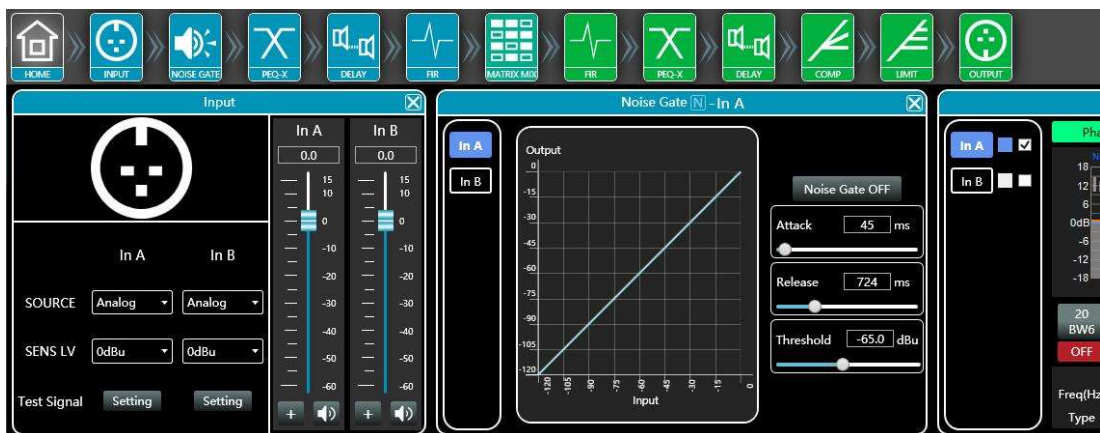 HOME INPUT NOISE GATE PEQ-X DELAY FIR MATRIX MIX FIR PEQ-X DELAY COMP LIMIT OUTPUT
Input
In A In B
0.0 0.0
15 15
10 10
0 0
-10 -10
-20 -20
-30 -30
-40 -40
-50 -50
-60 -60
In A In B
SOURCE Analog Analog
SENS LV 0dBu 0dBu
Test Signal Setting Setting
+ +
Noise Gate N -In A
In A
In B
Output
0
-15
-30
-45
-60
-75
-90
-105
-120
-120 -105 -90 -75 -60 -45 -30 -15 0
Input
Noise Gate OFF
Attack 45 ms
Release 724 ms
Threshold -65.0 dBu
In A
In B
Pha
18
12
6
0dB
-6
-12
-18
20
BW6
OFF
Freq(Hz
Type